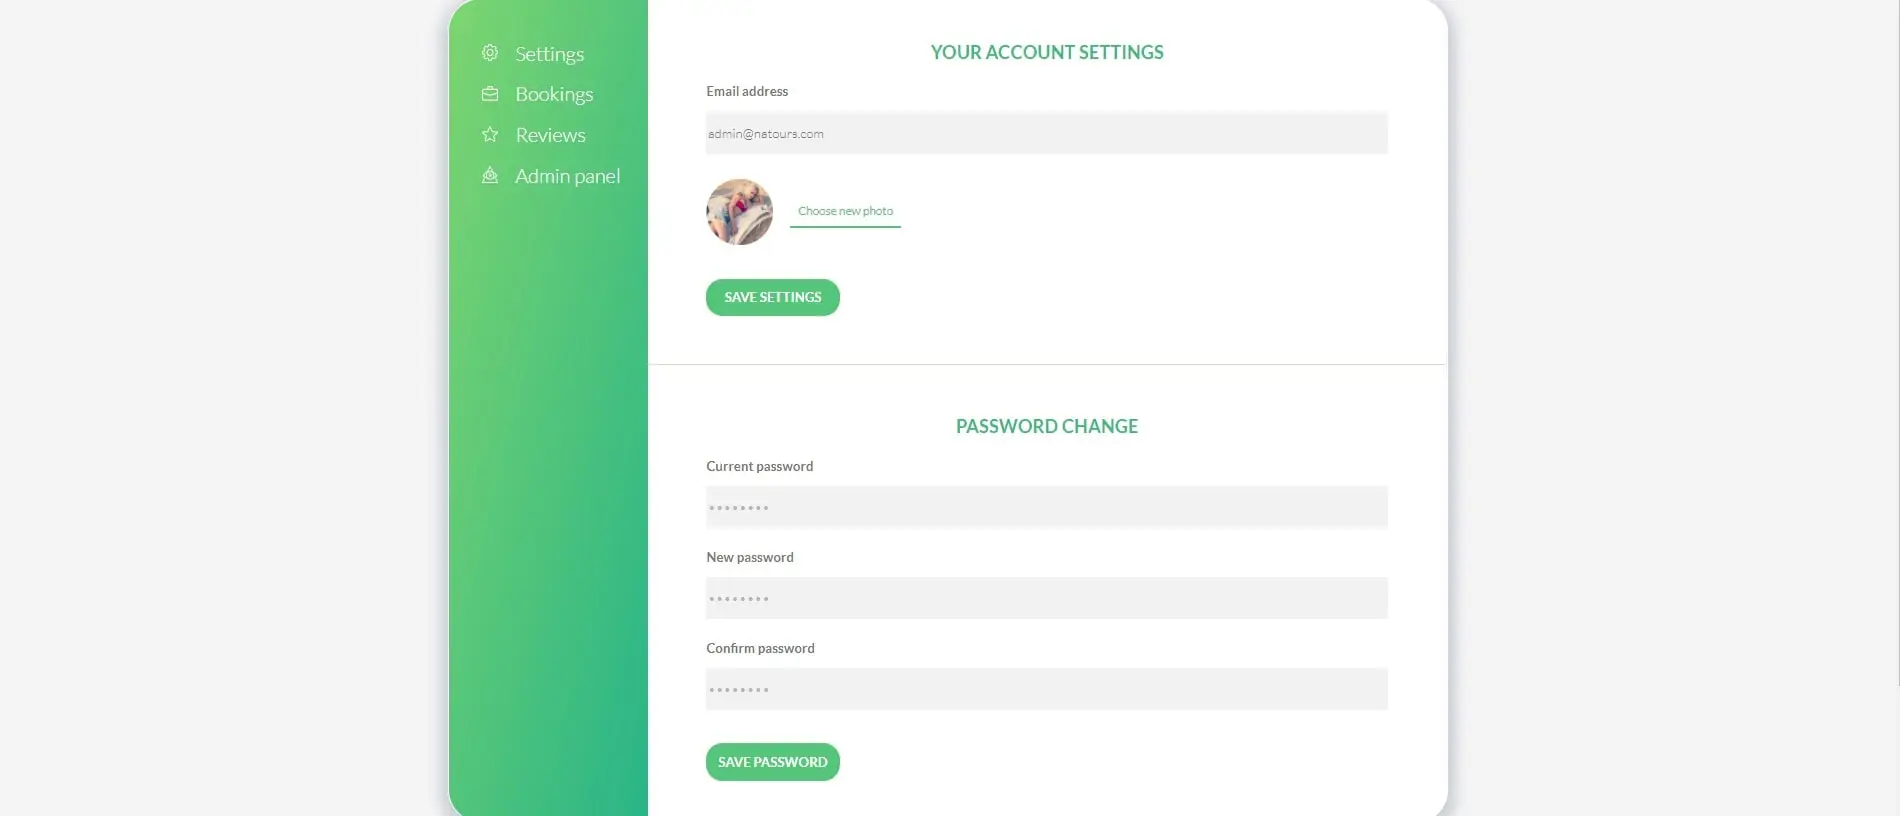 Settings
Bookings
Reviews
Admin panel
YOUR ACCOUNT SETTINGS
Email address
admin@natours.com
Choose new photo
SAVE SETTINGS
PASSWORD CHANGE
Current password
••••••••
New password
••••••••
Confirm password
••••••••
SAVE PASSWORD